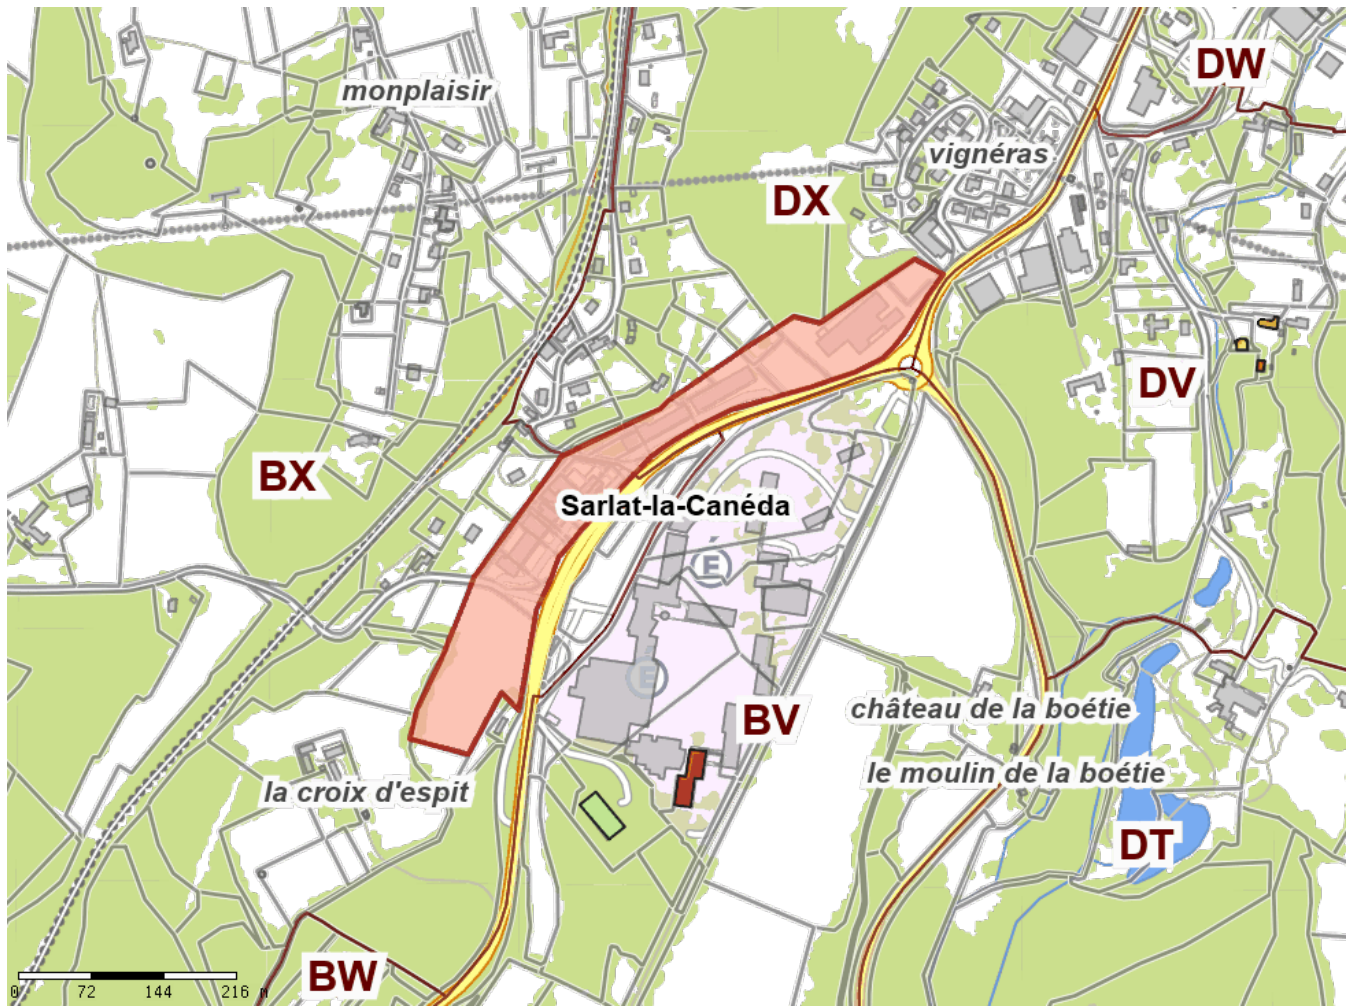 DW
monplaisir
vignéras
DX
DV
BX
Sarlat-la-Canéda
É
É
BV
château de la boétie
le moulin de la boétie
la croix d'espit
DT
BW
0 72 144 216 M